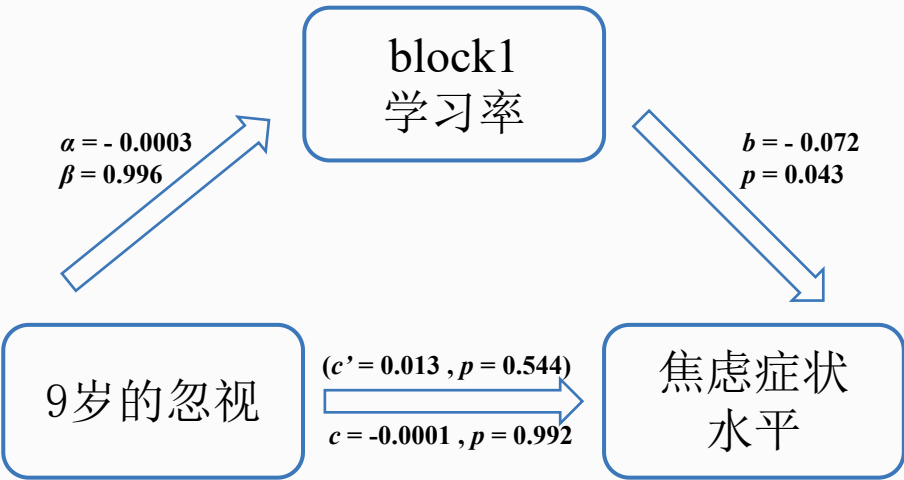 block1
学习率
α = - 0.0003
β = 0.996
b = - 0.072
p = 0.043
9岁的忽视
(c’ = 0.013 , p = 0.544)
c = -0.0001 , p = 0.992
焦虑症状
水平